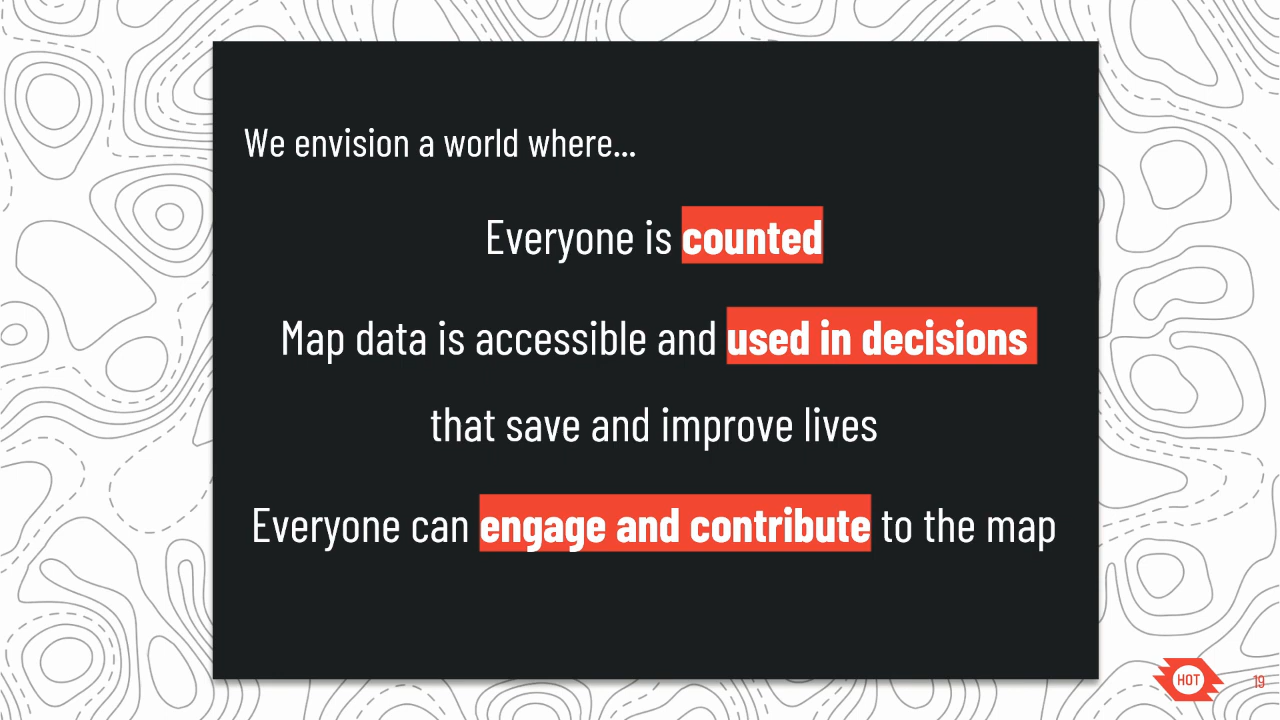 We envision a world where...
Everyone is counted
Map data is accessible and used in decisions
that save and improve lives
Everyone can engage and contribute to the map
HOT
19